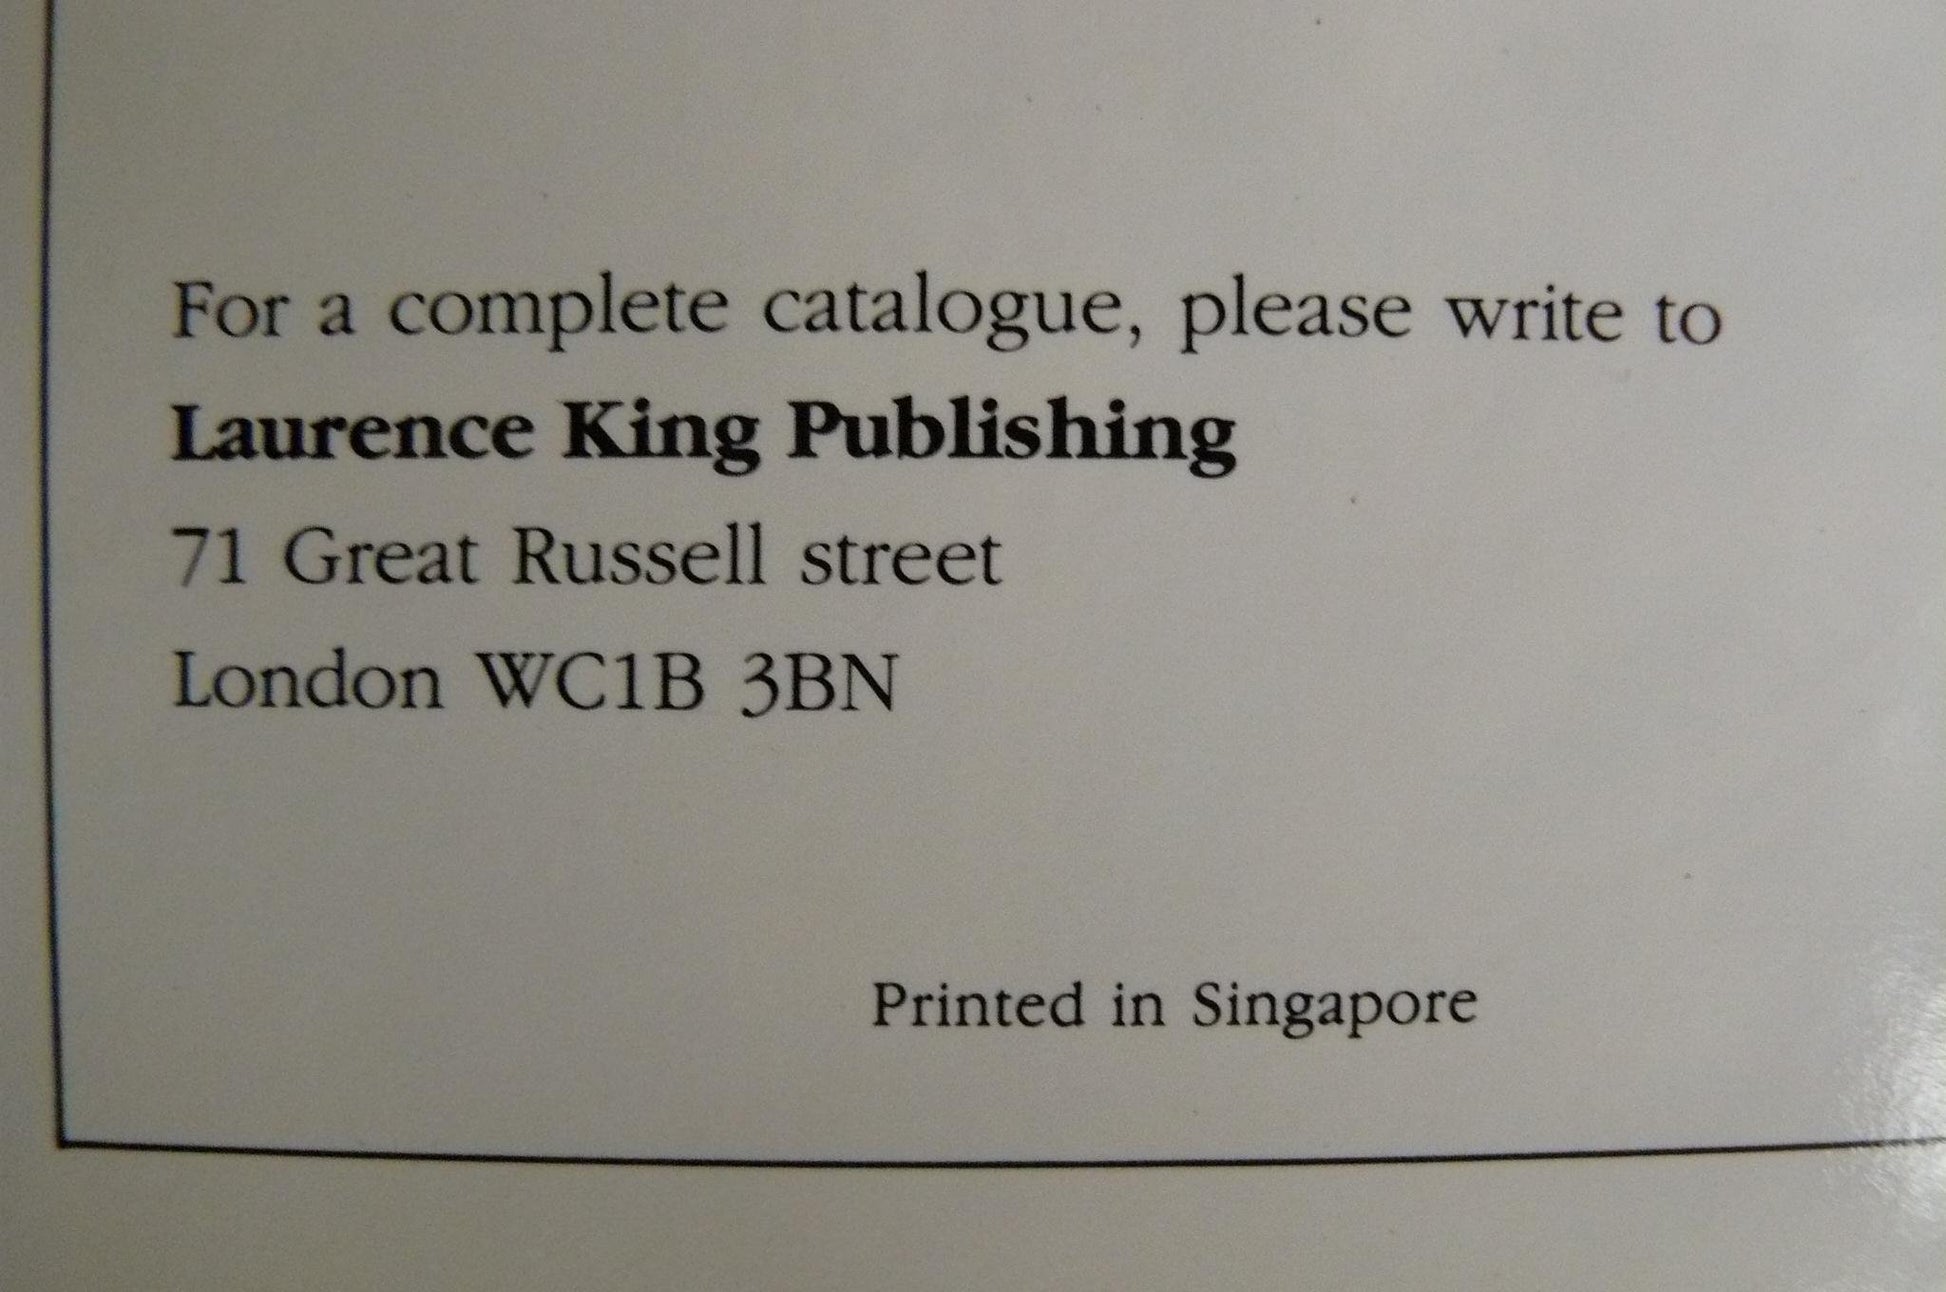 For a complete catalogue, please write to
Laurence King Publishing
71 Great Russell street
London WC1B 3BN
Printed in Singapore